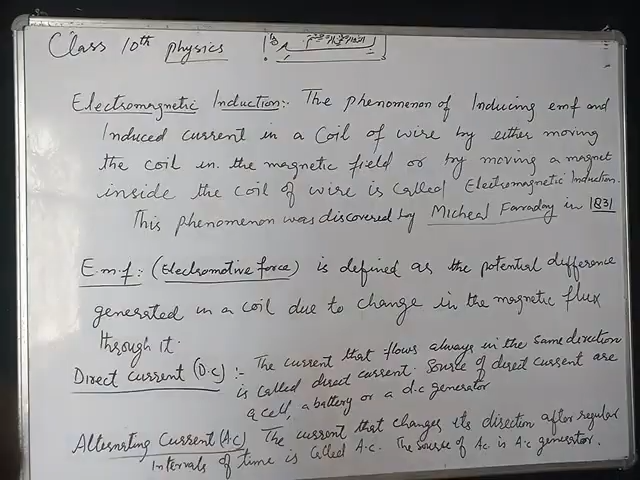 Class 10th physics
Electromagnetic Induction:- The phenomenon of Inducing emf and
Induced current in a coil of wire by either moving
the coil in the magnetic field or by moving a magnet
inside the coil of wire is called Electromagnetic Induction.
This phenomenon was discovered by Micheal Faraday in 1831
E.m.f:- (Electromotive force) is defined as the potential difference
generated in a coil due to change in the magnetic flux
through it.
Direct current (D.C) :- The current that flows always in the same direction
is called direct current. Source of direct current are
a cell, a battery or a d.c generator
Alternating Current (A.C) The current that changes its direction after regular
intervals of time is called A.C. The source of Ac is A.C generator.